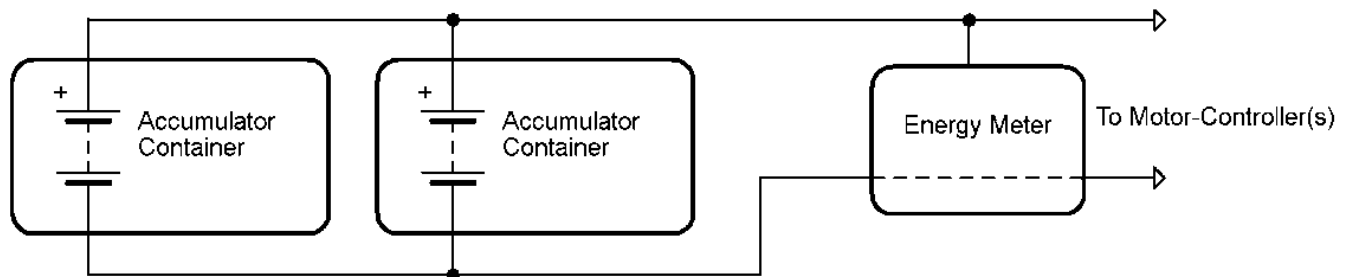 +
Accumulator
Container
+
Accumulator
Container
Energy Meter
To Motor-Controller(s)